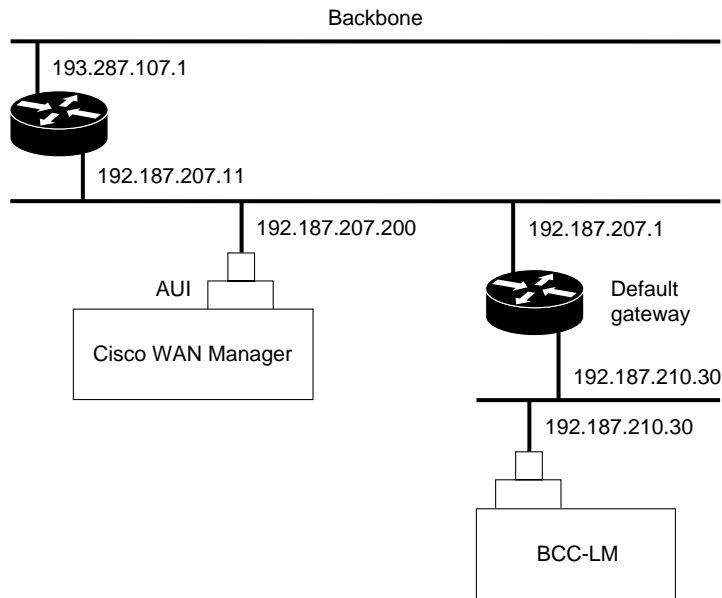 Backbone
193.287.107.1
192.187.207.11
192.187.207.200
192.187.207.1
AUI
Default
gateway
Cisco WAN Manager
192.187.210.30
192.187.210.30
BCC-LM